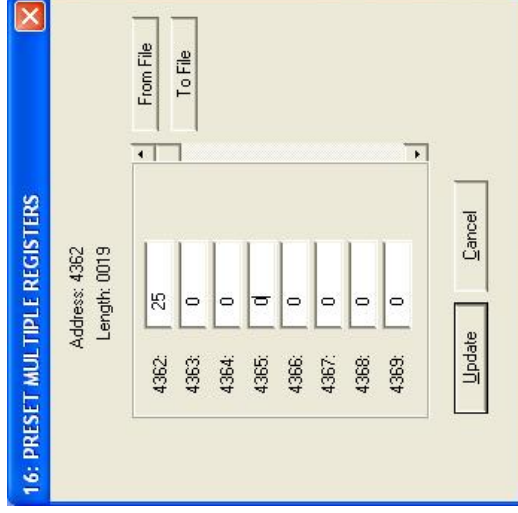 16: PRESET MULTIPLE REGISTERS
Address: 4362
Length: 0019
4362: 25
4363: 0
4364: 0
4365: 0
4366: 0
4367: 0
4368: 0
4369: 0
From File
To File
Update
Cancel